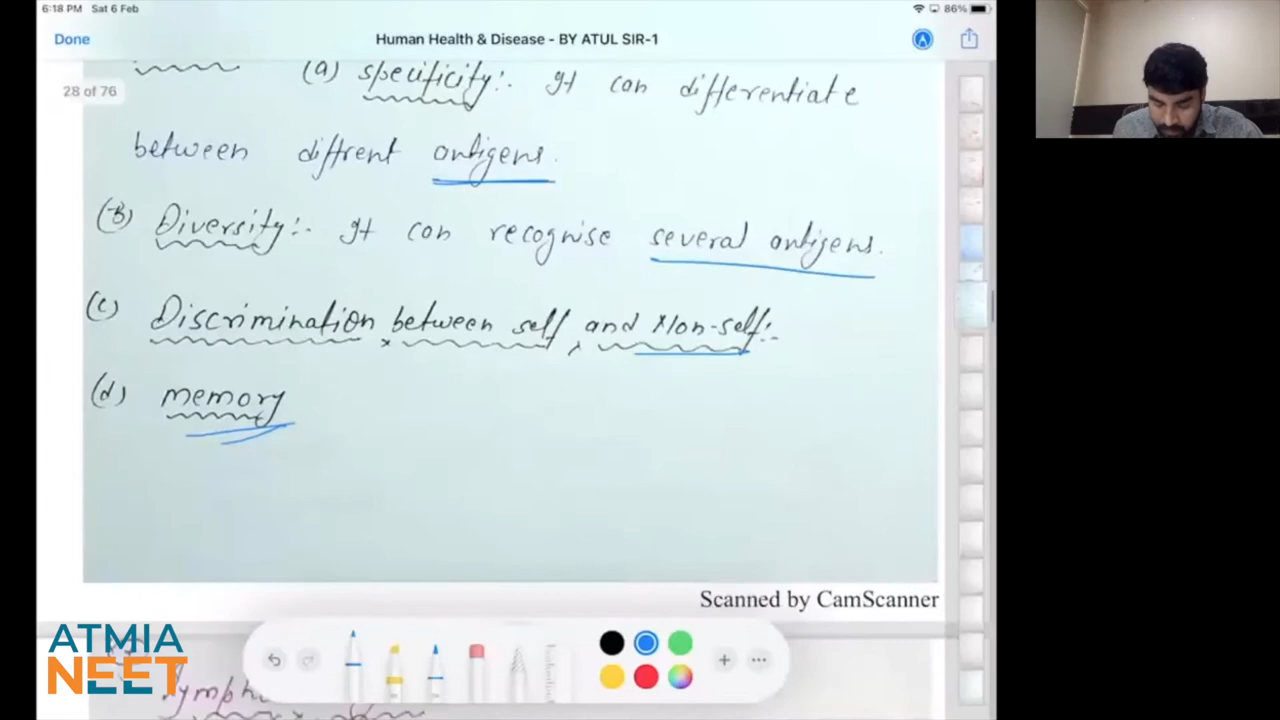 6:18 PM Sat 6 Feb
86%
Done
Human Health & Disease - BY ATUL SIR-1
28 of 76
(a) specificity:- It can differentiate
between diffrent antigens.
(b) Diversity:- It can recognise several antigens.
(c) Discrimination between self and Non-self:-
(d) memory
Scanned by CamScanner
ATMIA
NEET